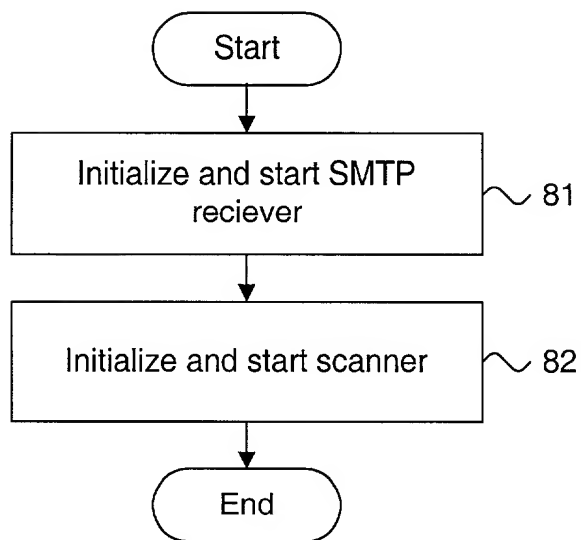 Start
Initialize and start SMTP
reciever
81
Initialize and start scanner
82
End